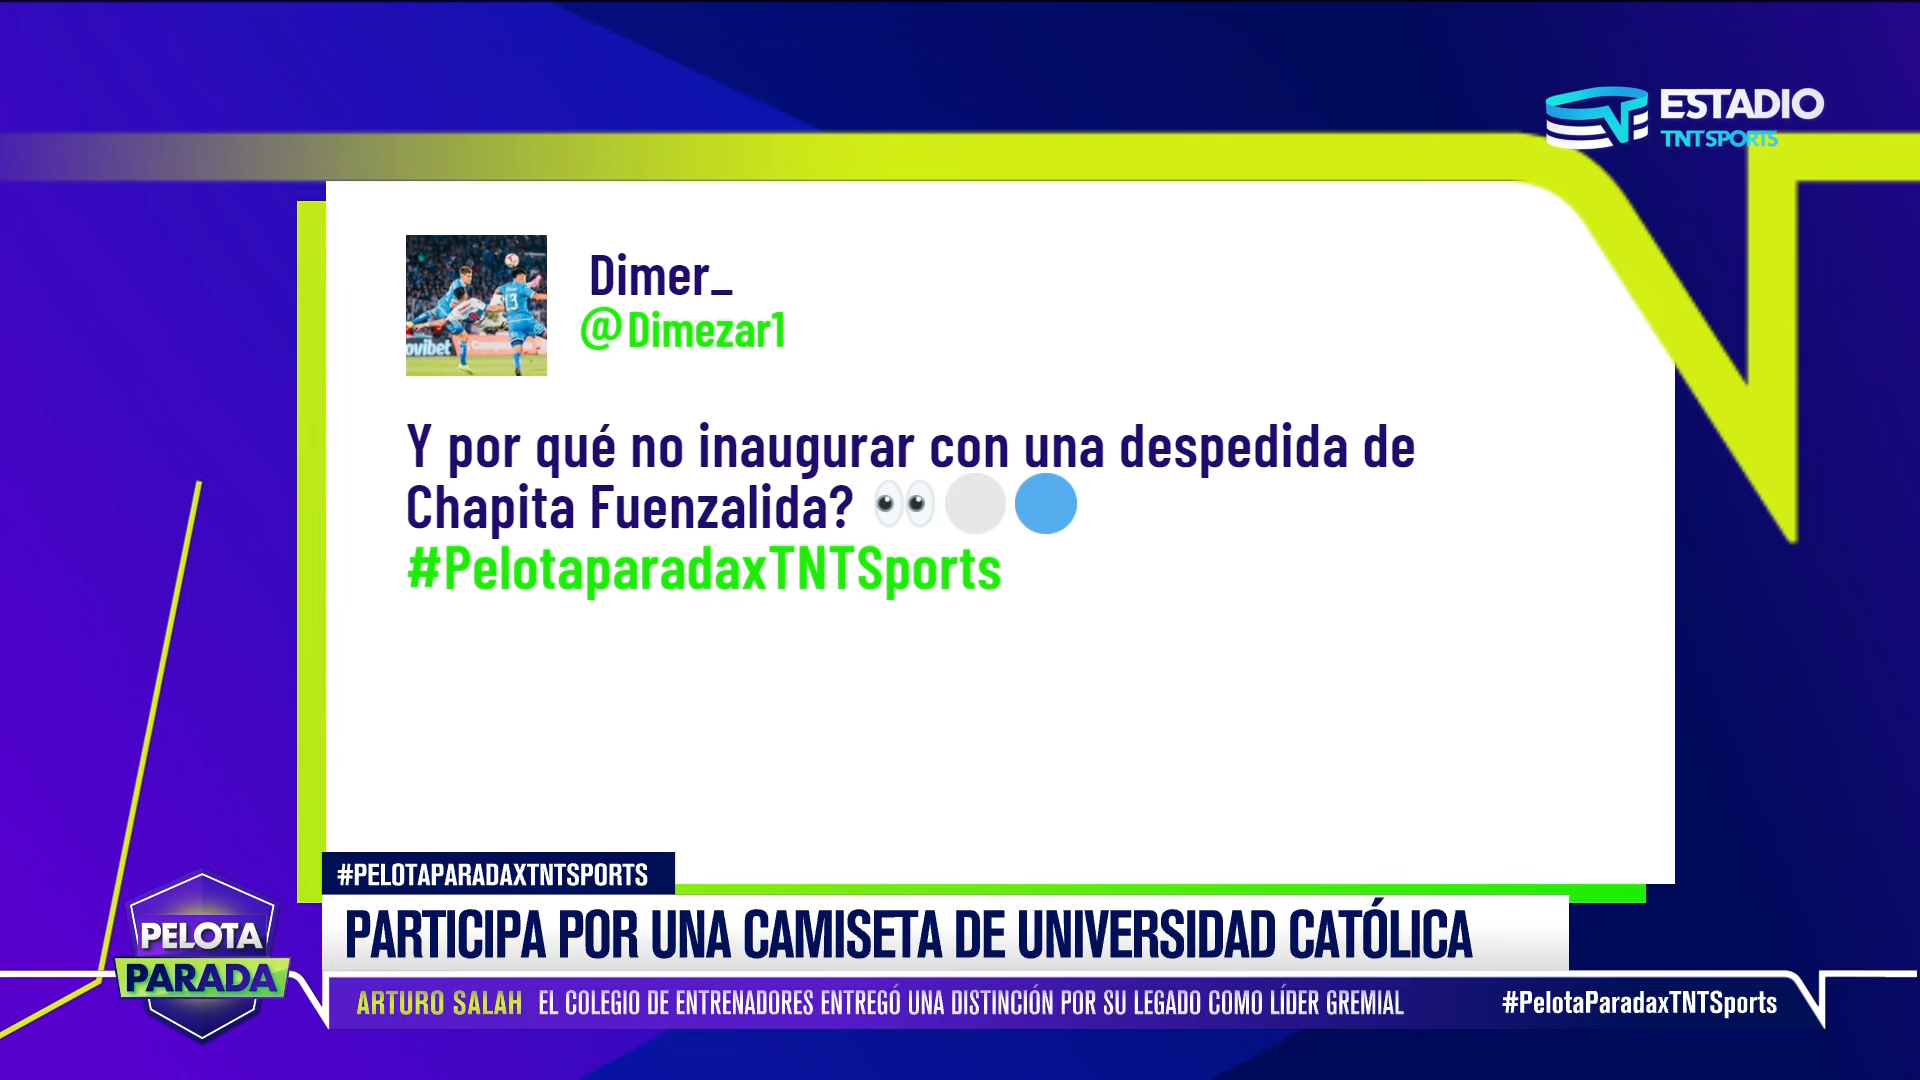 ESTADIO
TNT SPORTS
Dimer_
@Dimezar1
Y por qué no inaugurar con una despedida de
Chapita Fuenzalida? 👀⚪🔵
#PelotaparadaxTNTSports
#PELOTAPARADAXTNTSPORTS
PARTICIPA POR UNA CAMISETA DE UNIVERSIDAD CATÓLICA
PELOTA
PARADA
ARTURO SALAH EL COLEGIO DE ENTRENADORES ENTREGÓ UNA DISTINCIÓN POR SU LEGADO COMO LÍDER GREMIAL
#PelotaParadaxTNTSports